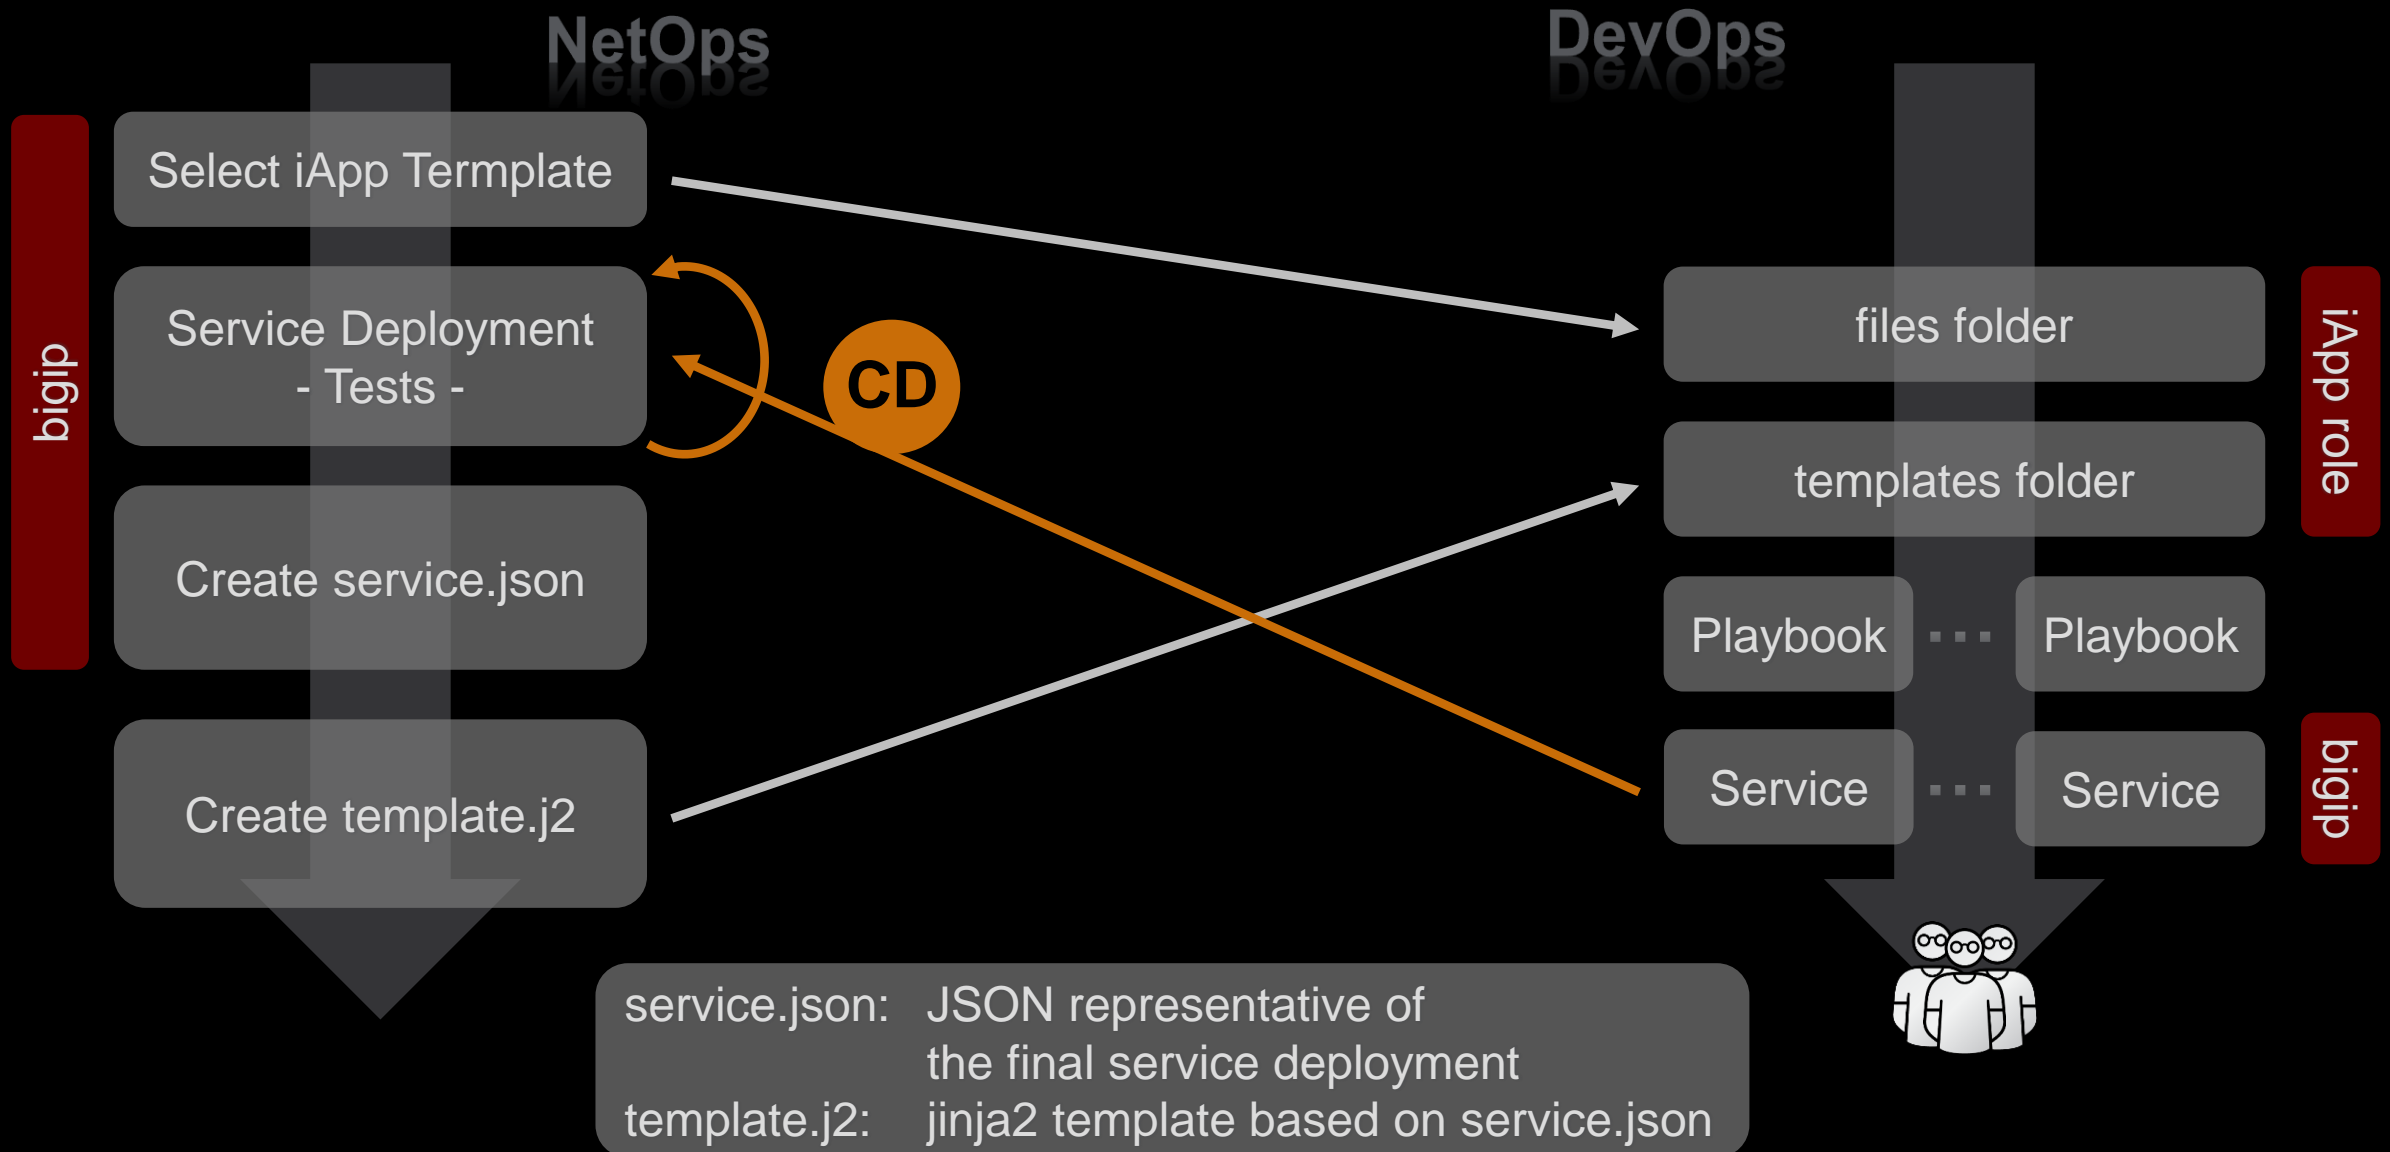 NetOps
DevOps
bigip
Select iApp Termplate
Service Deployment
- Tests -
Create service.json
Create template.j2
CD
files folder
templates folder
Playbook ... Playbook
Service ... Service
iApp role
bigip
service.json: JSON representative of
the final service deployment
template.j2: jinja2 template based on service.json